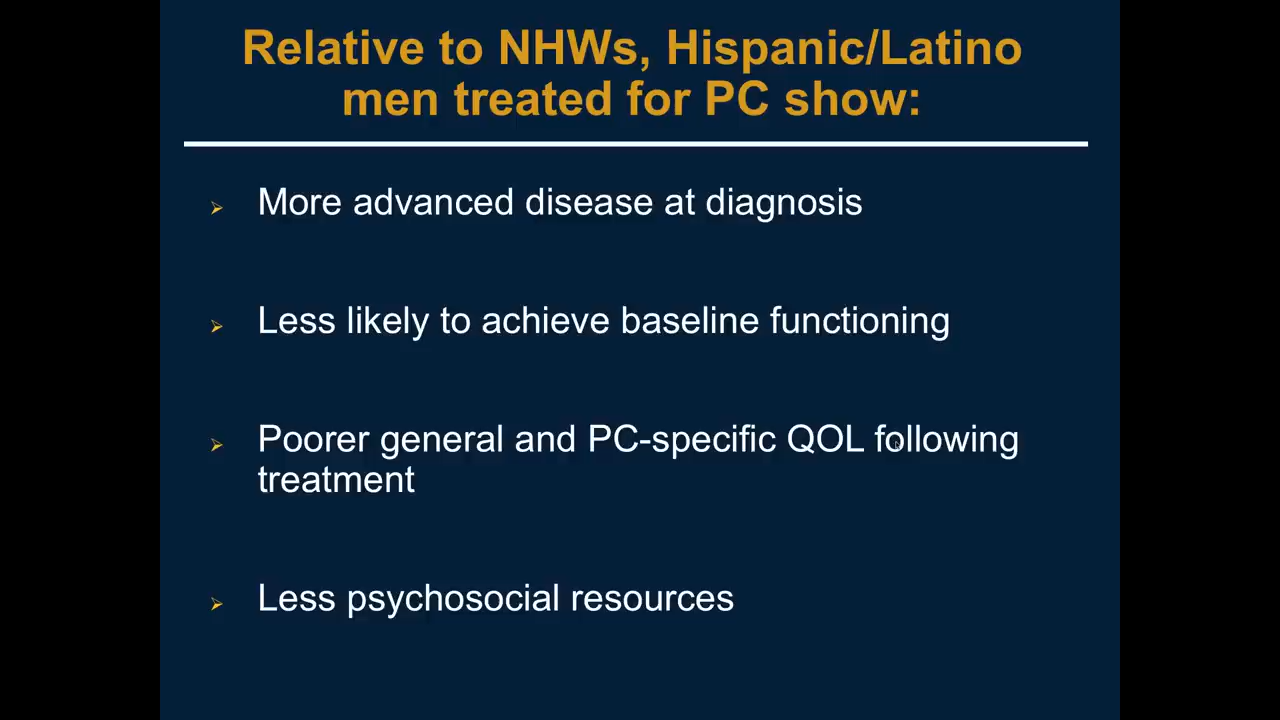 Relative to NHWs, Hispanic/Latino
men treated for PC show:
More advanced disease at diagnosis
Less likely to achieve baseline functioning
Poorer general and PC-specific QOL following
treatment
Less psychosocial resources